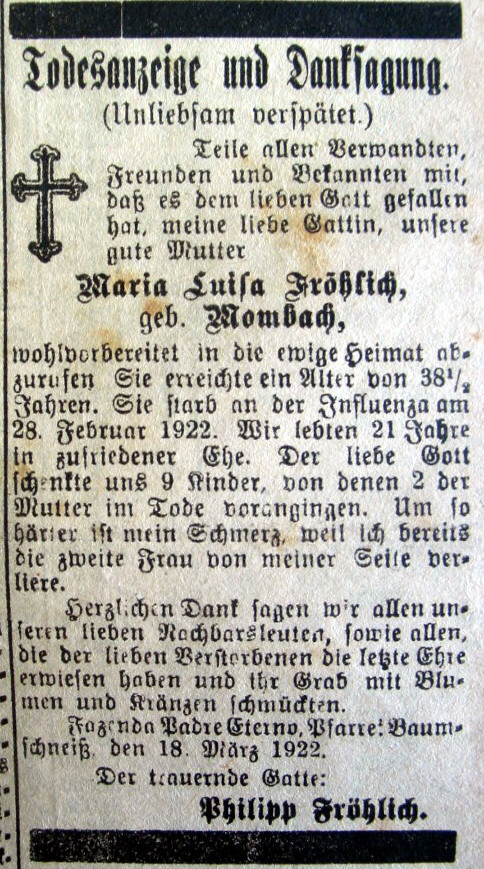 Todesanzeige und Danksagung.
(Unliebsam verspätet.)
Teile allen Verwandten,
Freunden und Bekannten mit,
daß es dem lieben Gott gefallen
hat, meine liebe Gattin, unsere
gute Mutter
Maria Luisa Fröhlich,
geb. Mombach,
wohlvorbereitet in die ewige Heimat ab-
zurufen Sie erreichte ein Alter von 38½
Jahren. Sie starb an der Influenza am
28. Februar 1922. Wir lebten 21 Jahre
in zufriedener Ehe. Der liebe Gott
schenkte uns 9 Kinder, von denen 2 der
Mutter im Tode vorangingen. Um so
härter ist mein Schmerz, weil ich bereits
die zweite Frau von meiner Seite ver-
liere.
Herzlichen Dank sagen wir allen un-
seren lieben Nachbarsleuten, sowie allen,
die der lieben Verstorbenen die letzte Ehre
erwiesen haben und ihr Grab mit Blu-
men und Kränzen schmückten.
Fazenda Padre Eterno, Pfarrei Baum-
schneiß, den 18. März 1922.
Der trauernde Gatte:
Philipp Fröhlich.